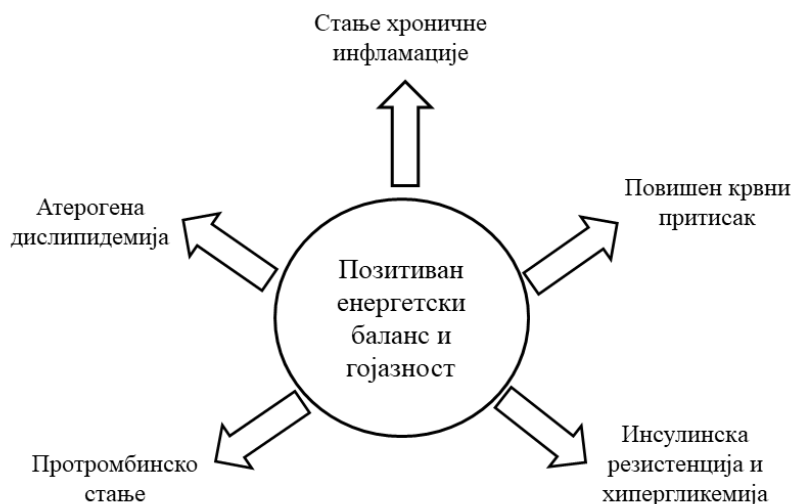 Стање хроничне
инфламације
Повишен крвни
притисак
Атерогена
дислипидемија
Позитиван
енергетски
баланс и
гојазност
Протромбинско
стање
Инсулинска
резистенција и
хипергликемија